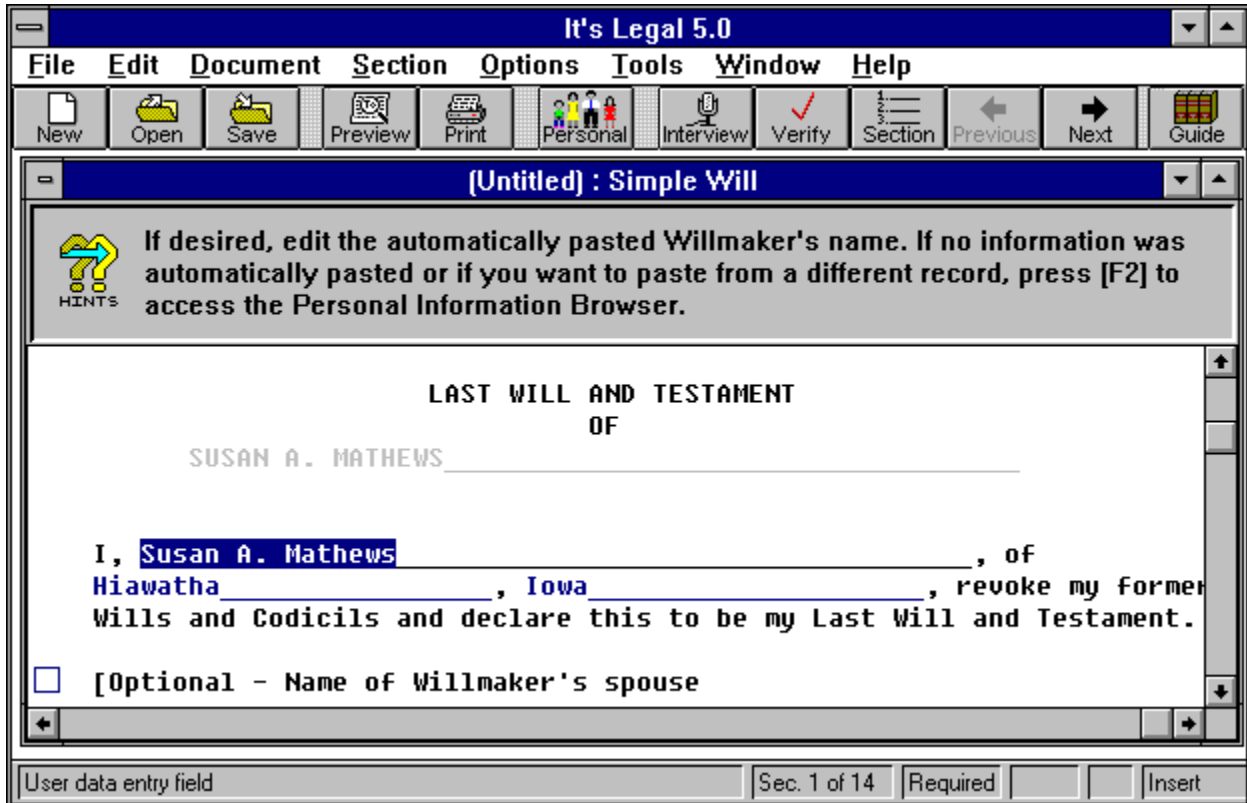 It's Legal 5.0
File Edit Document Section Options Tools Window Help
New Open Save Preview Print Personal Interview Verify Section Previous Next Guide
(Untitled) : Simple Will
If desired, edit the automatically pasted Willmaker's name. If no information was
automatically pasted or if you want to paste from a different record, press [F2] to
access the Personal Information Browser.
HINTS
LAST WILL AND TESTAMENT
OF
SUSAN A. MATHEWS
I, Susan A. Mathews, of
Hiawatha, Iowa, revoke my former
Wills and Codicils and declare this to be my Last Will and Testament.
[Optional - Name of Willmaker's spouse
User data entry field Sec. 1 of 14 Required Insert